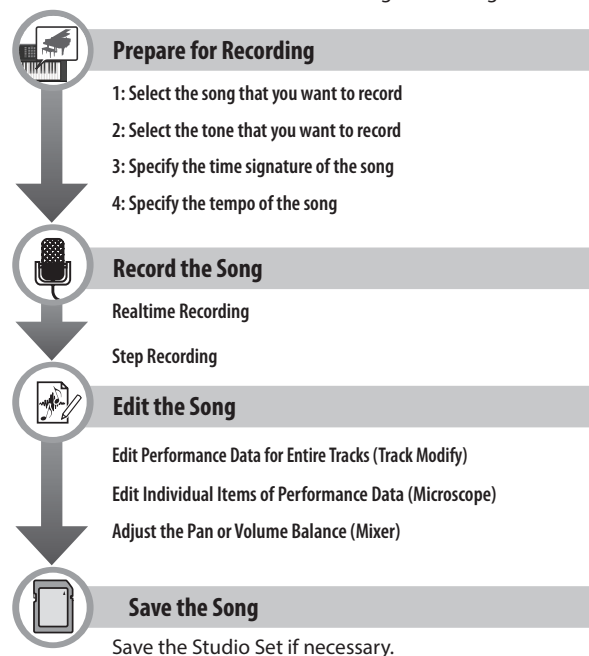 Prepare for Recording
1: Select the song that you want to record
2: Select the tone that you want to record
3: Specify the time signature of the song
4: Specify the tempo of the song
Record the Song
Realtime Recording
Step Recording
Edit the Song
Edit Performance Data for Entire Tracks (Track Modify)
Edit Individual Items of Performance Data (Microscope)
Adjust the Pan or Volume Balance (Mixer)
Save the Song
Save the Studio Set if necessary.